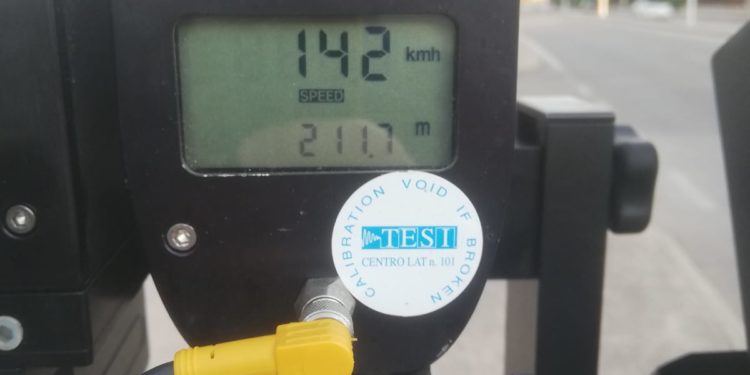 142 kmh
SPEED
211.7 m
CALIBRATION VOID IF BROKEN
TESI
CENTRO LAT n. 101